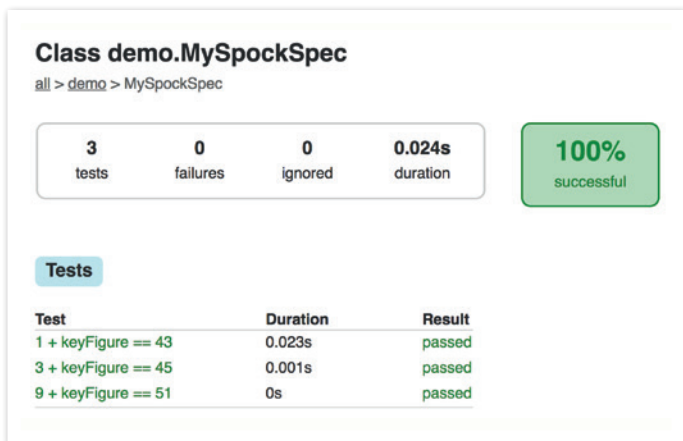 Class demo.MySpockSpec
all > demo > MySpockSpec
3 0 0 0.024s
tests failures ignored duration
100%
successful
Tests
Test Duration Result
1 + keyFigure == 43 0.023s passed
3 + keyFigure == 45 0.001s passed
9 + keyFigure == 51 0s passed